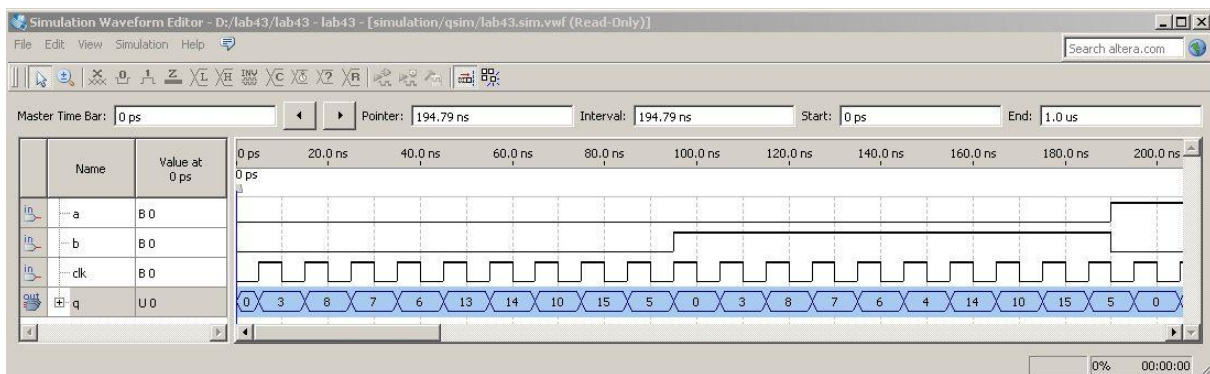 Simulation Waveform Editor - D:/lab43/lab43 - lab43 - [simulation/qsim/lab43.sim.vwf (Read-Only)]
File Edit View Simulation Help Search altera.com
Master Time Bar: 0 ps Pointer: 194.79 ns Interval: 194.79 ns Start: 0 ps End: 1.0 us
Name Value at 0 ps
0 ps 20.0 ns 40.0 ns 60.0 ns 80.0 ns 100.0 ns 120.0 ns 140.0 ns 160.0 ns 180.0 ns 200.0 ns
0 ps
in a B 0
in b B 0
in clk B 0
out q U 0 0 3 8 7 6 13 14 10 15 5 0 3 8 7 6 4 14 10 15 5 0
0% 00:00:00